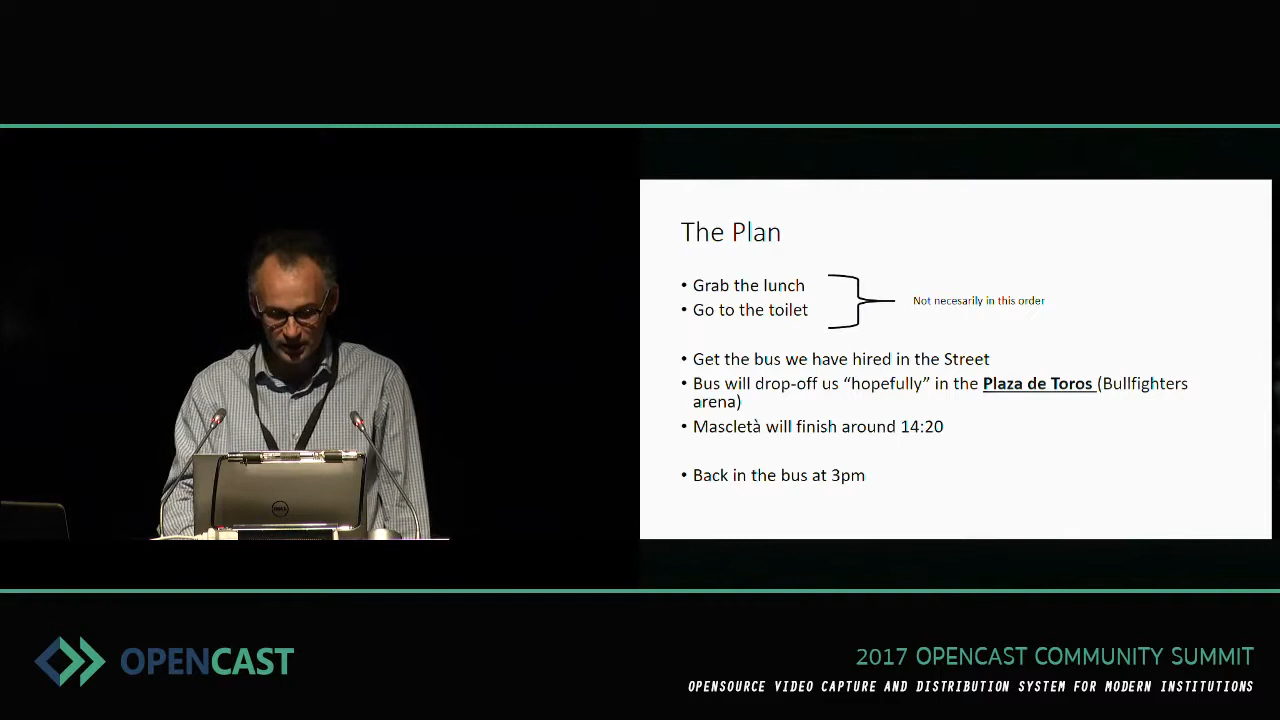 The Plan
• Grab the lunch
• Go to the toilet
Not necesarily in this order
• Get the bus we have hired in the Street
• Bus will drop-off us “hopefully” in the Plaza de Toros (Bullfighters
arena)
• Mascletà will finish around 14:20
• Back in the bus at 3pm
DELL
OPENCAST
2017 OPENCAST COMMUNITY SUMMIT
OPENSOURCE VIDEO CAPTURE AND DISTRIBUTION SYSTEM FOR MODERN INSTITUTIONS